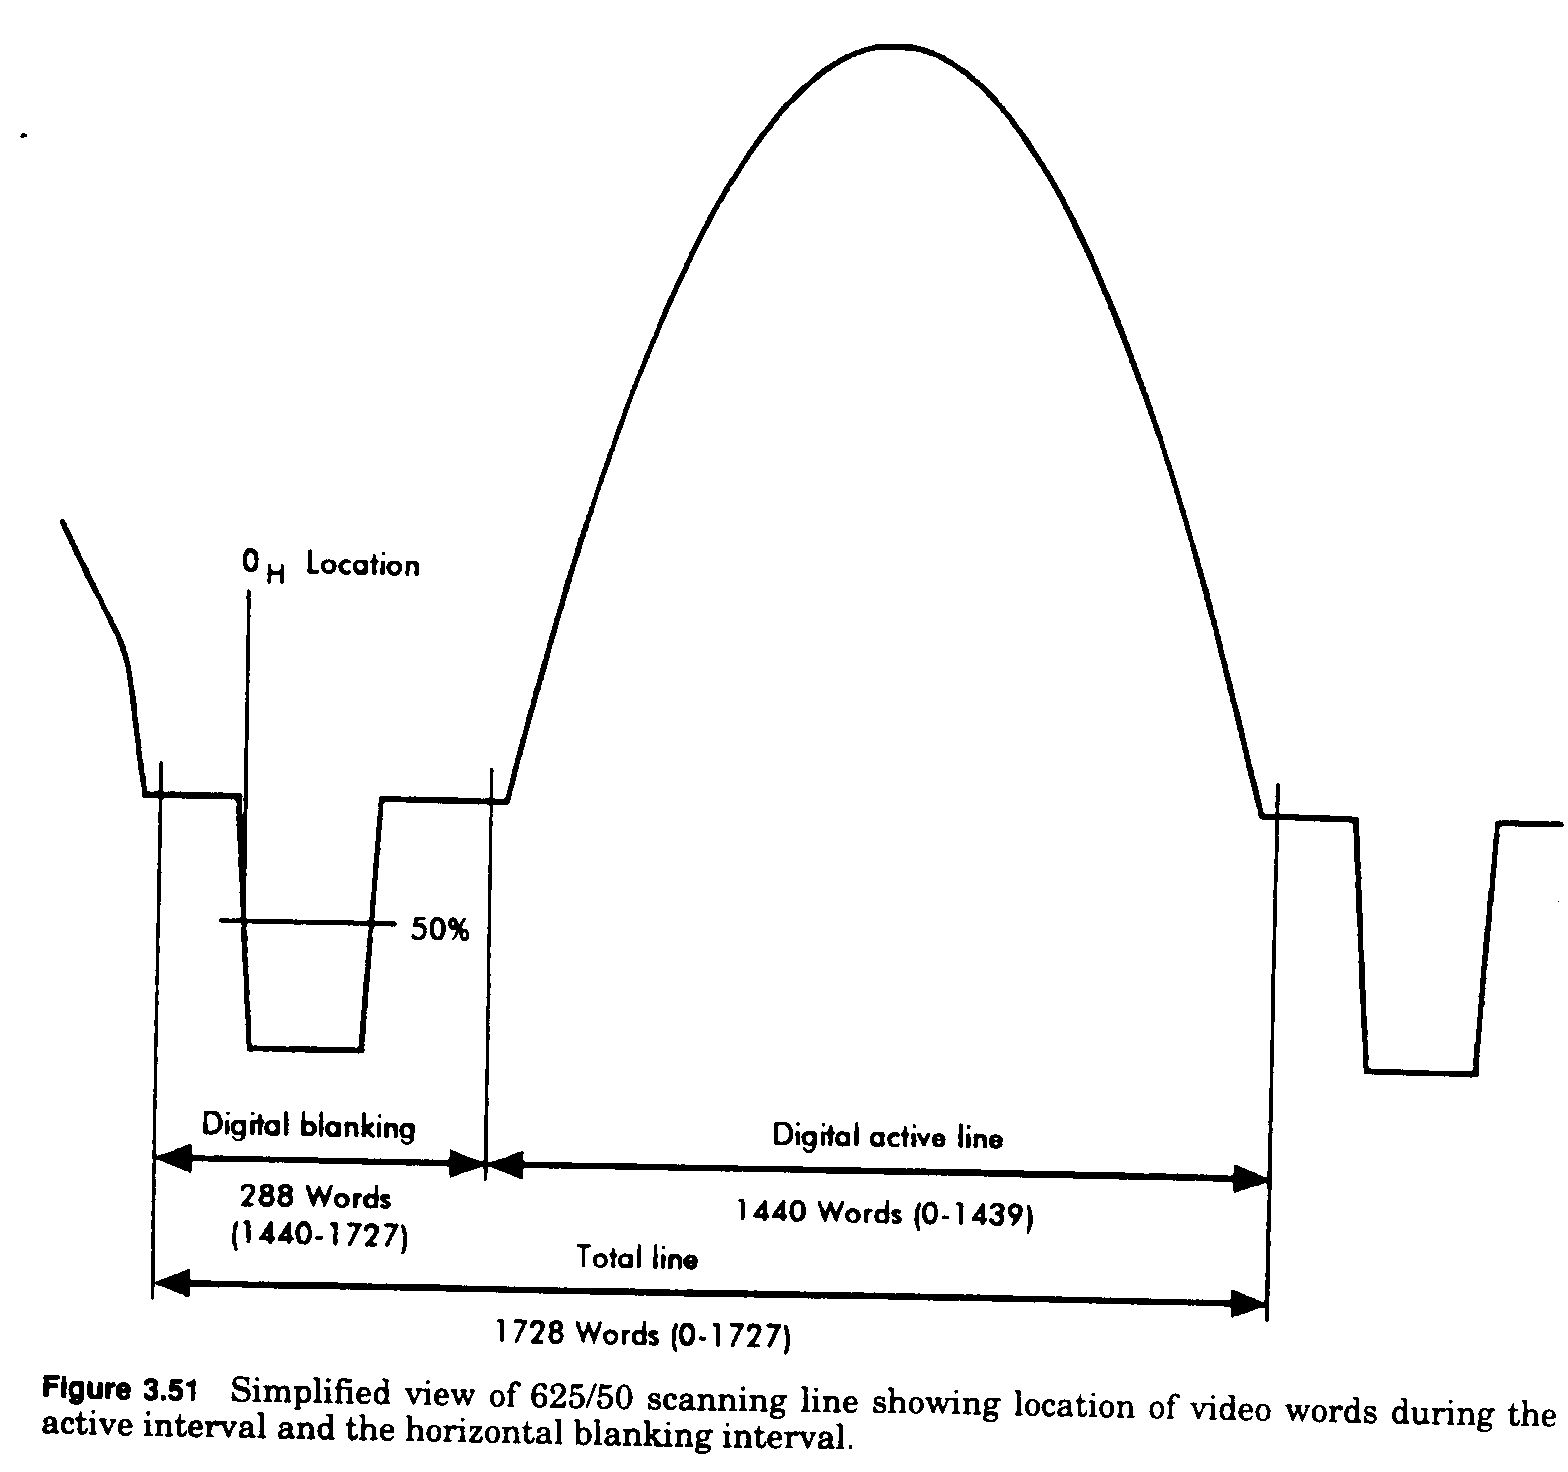 0H Location
50%
Digital blanking
Digital active line
288 Words
(1440-1727)
1440 Words (0-1439)
Total line
1728 Words (0-1727)
Figure 3.51 Simplified view of 625/50 scanning line showing location of video words during the
active interval and the horizontal blanking interval.